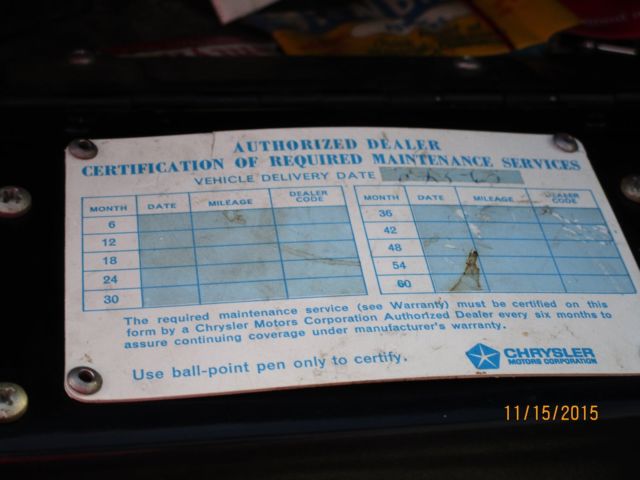 AUTHORIZED DEALER
CERTIFICATION OF REQUIRED MAINTENANCE SERVICES
VEHICLE DELIVERY DATE
MONTH DATE MILEAGE DEALER CODE
6
12
18
24
30
MONTH DATE MILEAGE DEALER CODE
36
42
48
54
60
The required maintenance service (see Warranty) must be certified on this
form by a Chrysler Motors Corporation Authorized Dealer every six months to
assure continuing coverage under manufacturer's warranty.
Use ball-point pen only to certify.
CHRYSLER
MOTORS CORPORATION
11/15/2015